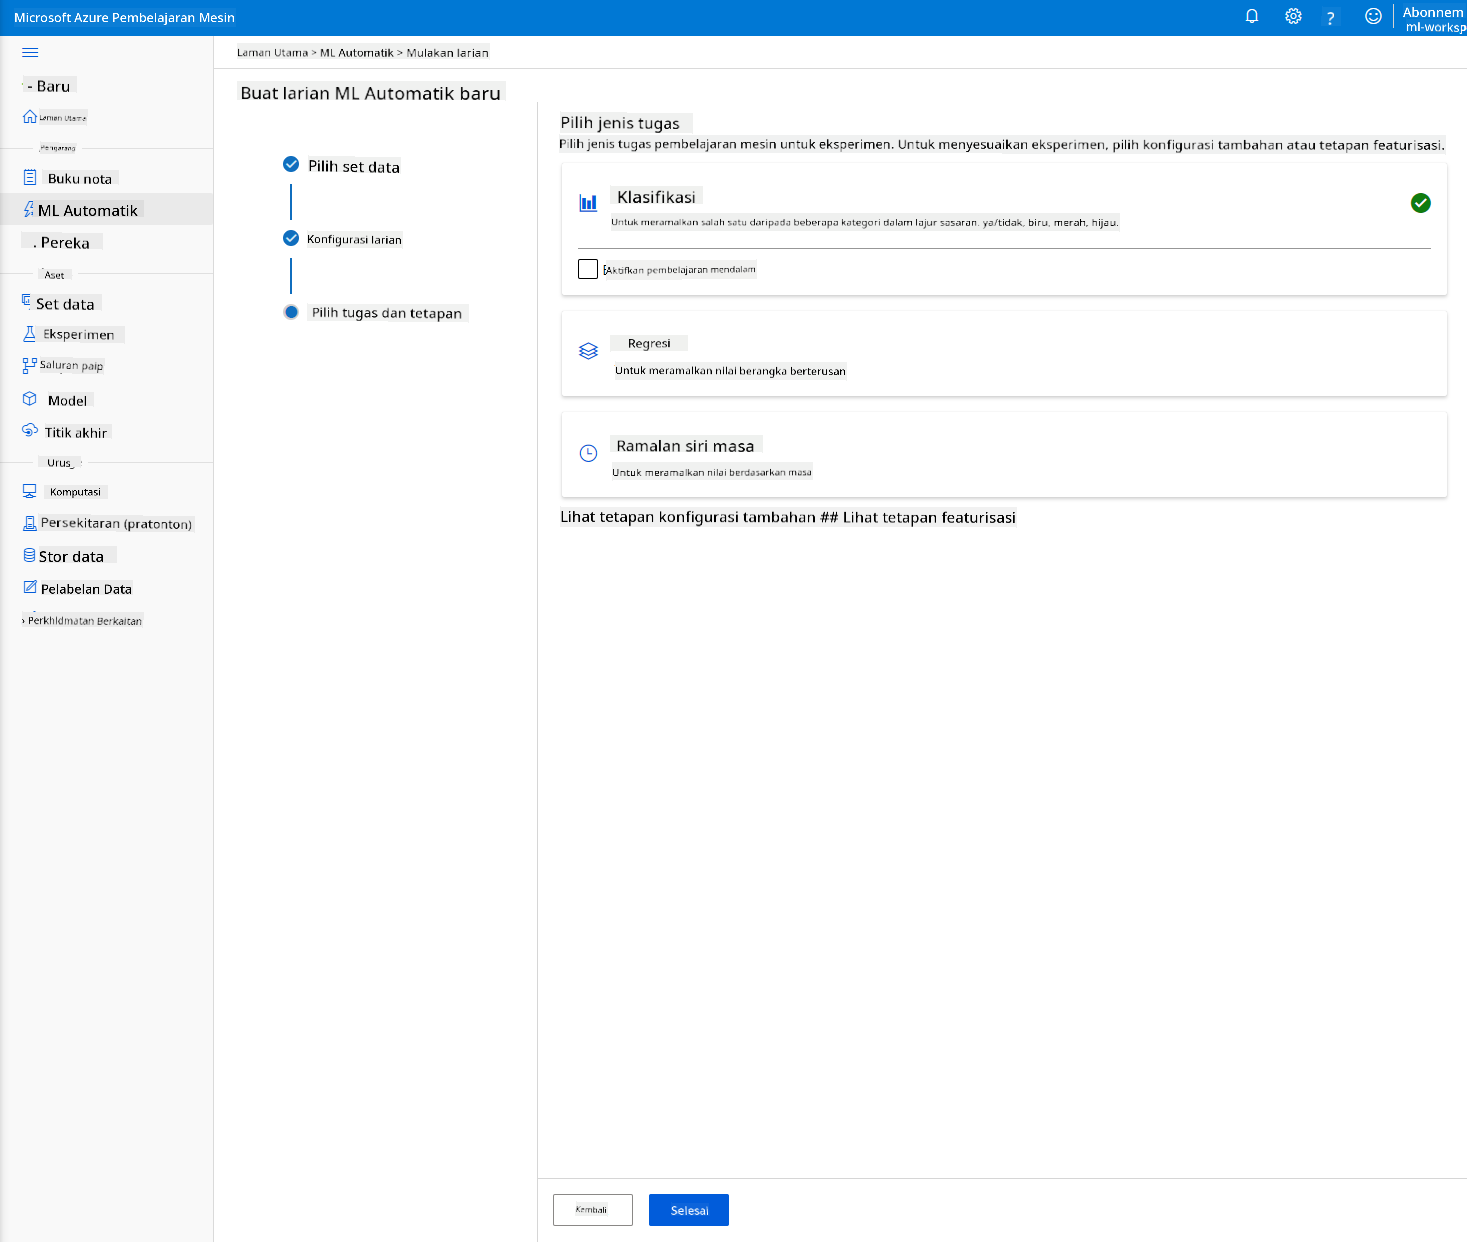 Microsoft Azure Pembelajaran Mesin
?
Abonnem
ml-worksp
Laman Utama > ML Automatik > Mulakan larian
- Baru
Laman Utama
Pengarang
Buku nota
ML Automatik
. Pereka
Aset
Set data
Eksperimen
Saluran paip
Model
Titik akhir
Urus
Komputasi
Persekitaran (pratonton)
Stor data
Pelabelan Data
› Perkhidmatan Berkaitan
Buat larian ML Automatik baru
Pilih set data
Konfigurasi larian
Pilih tugas dan tetapan
Pilih jenis tugas
Pilih jenis tugas pembelajaran mesin untuk eksperimen. Untuk menyesuaikan eksperimen, pilih konfigurasi tambahan atau tetapan featurisasi.
Klasifikasi
Untuk meramalkan salah satu daripada beberapa kategori dalam lajur sasaran. ya/tidak, biru, merah, hijau.
Aktifkan pembelajaran mendalam
Regresi
Untuk meramalkan nilai berangka berterusan
Ramalan siri masa
Untuk meramalkan nilai berdasarkan masa
Lihat tetapan konfigurasi tambahan ## Lihat tetapan featurisasi
Kembali
Selesai